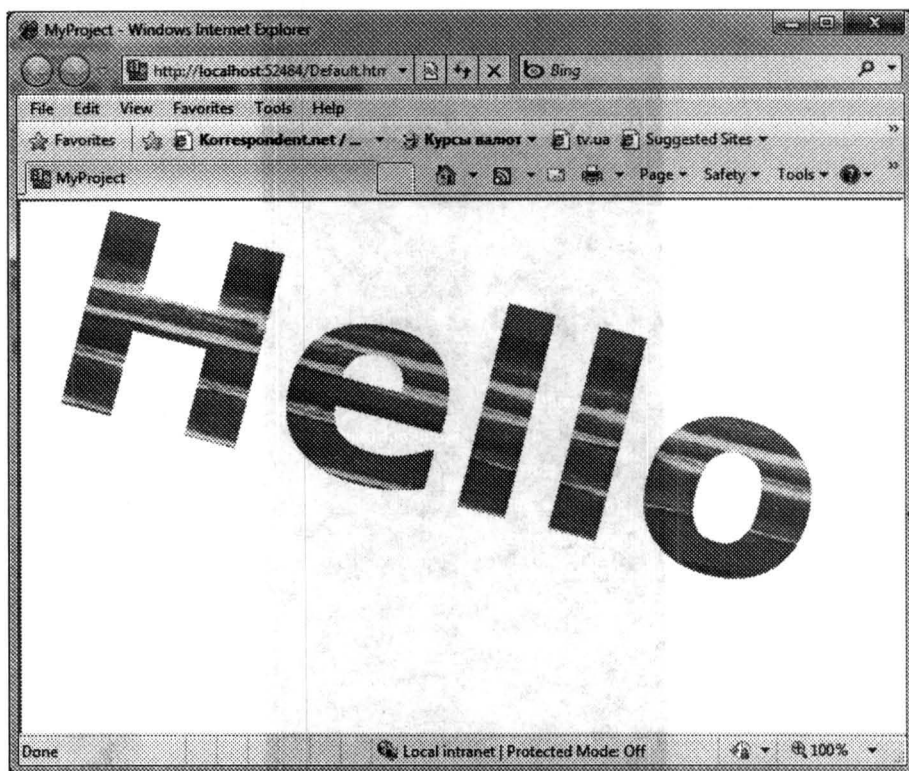 MyProject - Windows Internet Explorer
http://localhost:52484/Default.htm Bing
File Edit View Favorites Tools Help
Favorites Korrespondent.net / ... Курсы валют tv.ua Suggested Sites »
MyProject Page Safety Tools »
Hello
Done Local intranet | Protected Mode: Off 100%